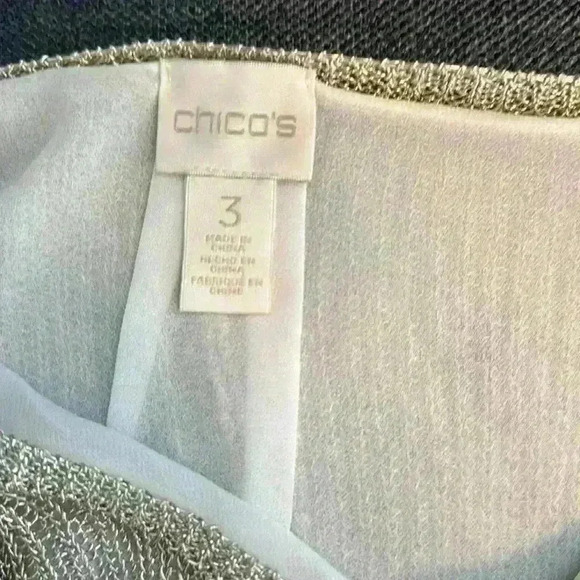 chico's
3
MADE IN
CHINA
HECHO EN
CHINA
FABRIQUÉ EN
CHINE